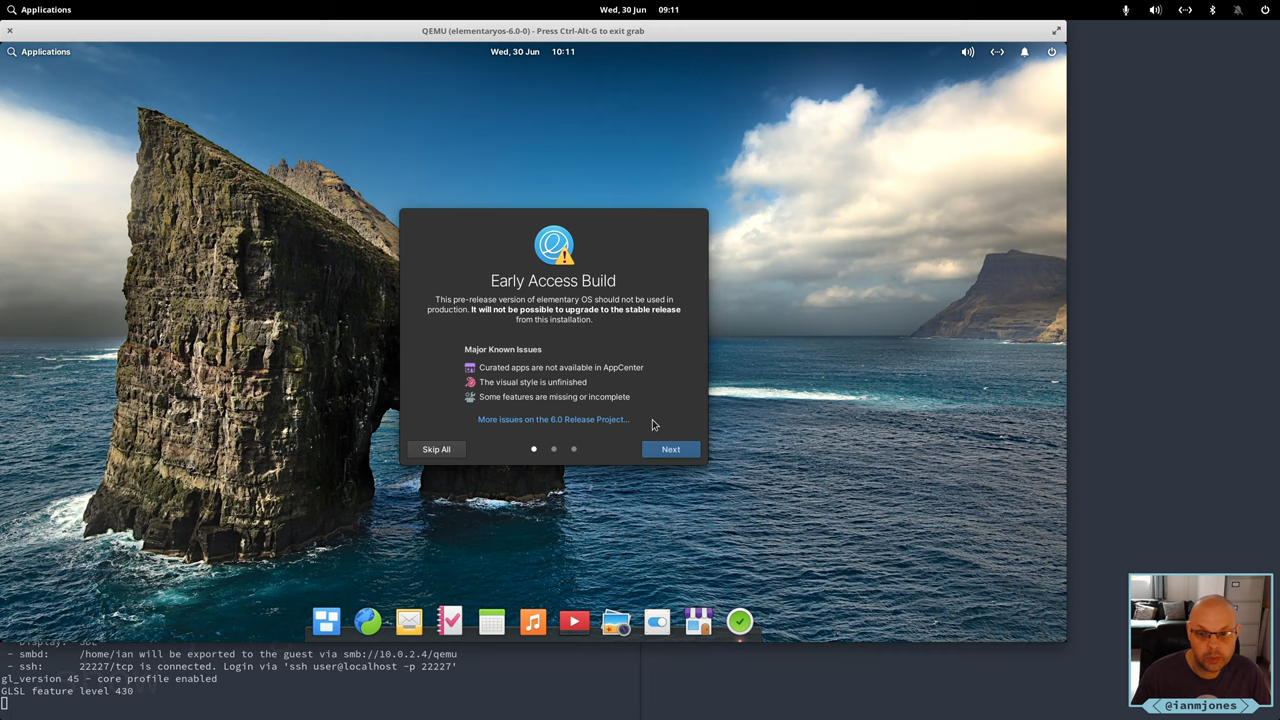 Applications
Wed, 30 Jun 09:11
QEMU (elementaryos-6.0-0) - Press Ctrl-Alt-G to exit grab
Applications
Wed, 30 Jun 10:11
Early Access Build
This pre-release version of elementary OS should not be used in
production. It will not be possible to upgrade to the stable release
from this installation.
Major Known Issues
Curated apps are not available in AppCenter
The visual style is unfinished
Some features are missing or incomplete
More issues on the 6.0 Release Project...
Skip All
Next
- smbd: /home/ian will be exported to the guest via smb://10.0.2.4/qemu
- ssh: 22227/tcp is connected. Login via 'ssh user@localhost -p 22227'
gl_version 45 - core profile enabled
GLSL feature level 430
@ianmjones